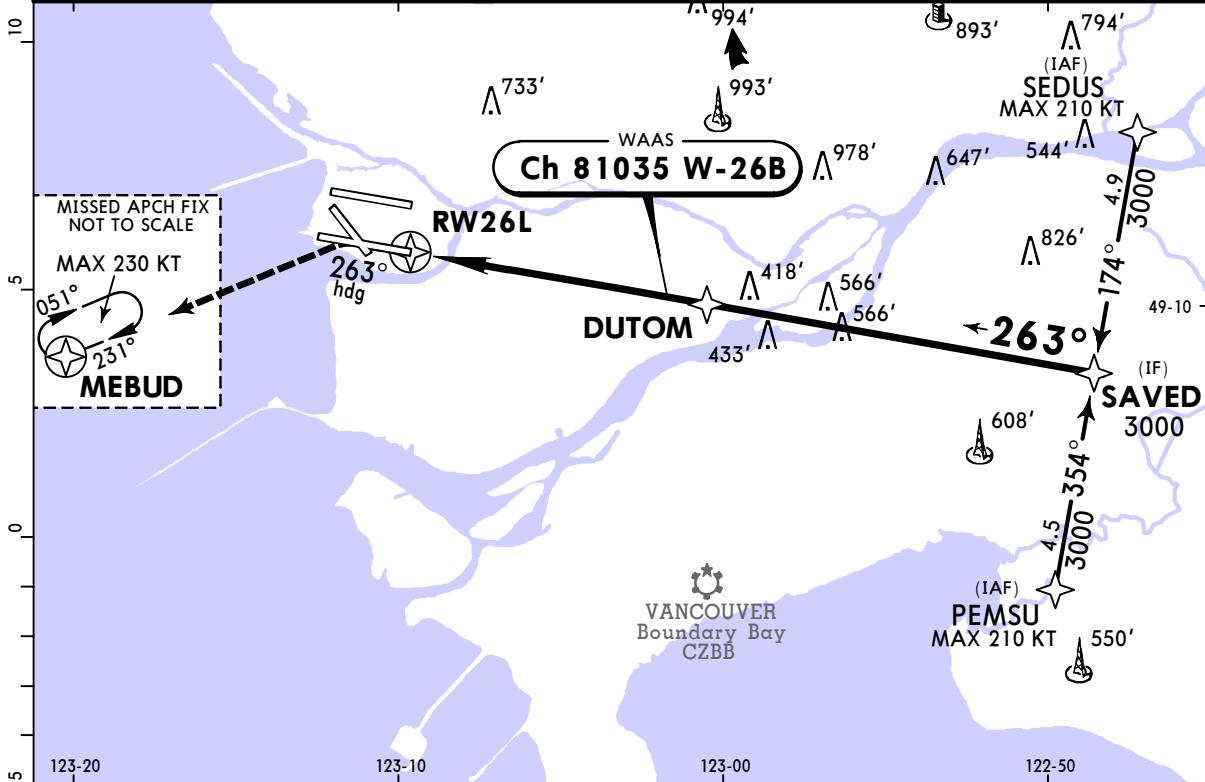 10
994'
893'
794'
(IAF)
SEDUS
MAX 210 KT
733'
993'
WAAS
Ch 81035 W-26B
978'
647'
544'
4.9
3000
174°
MISSED APCH FIX
NOT TO SCALE
MAX 230 KT
051°
231°
MEBUD
RW26L
263°
hdg
826'
5
418'
566'
566'
49-10
DUTOM
433'
263°
(IF)
SAVED
3000
608'
354°
4.5
3000
0
(IAF)
PEMSU
MAX 210 KT
VANCOUVER
Boundary Bay
CZBB
550'
5
123-20
123-10
123-00
122-50